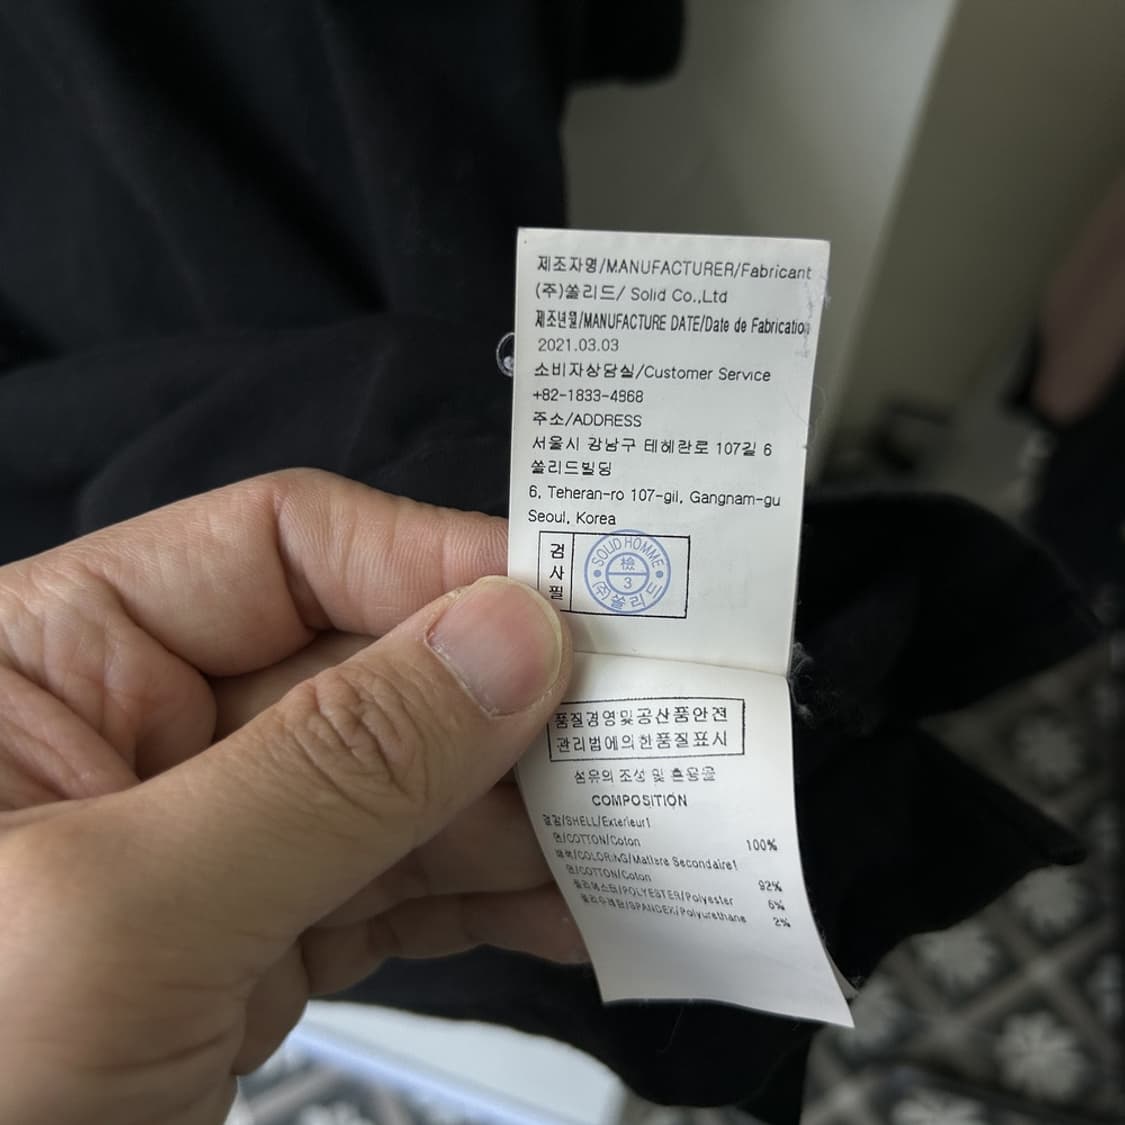 제조자명/MANUFACTURER/Fabricant
(주)쏠리드/ Solid Co.,Ltd
제조년월/MANUFACTURE DATE/Date de Fabrication
2021.03.03
소비자상담실/Customer Service
+82-1833-4968
주소/ADDRESS
서울시 강남구 테헤란로 107길 6
쏠리드빌딩
6, Teheran-ro 107-gil, Gangnam-gu
Seoul, Korea
검사필
SOLID HOMME
檢
3
(주)쏠리드
품질경영및공산품안전
관리법에의한품질표시
섬유의 조성 및 혼용율
COMPOSITION
겉감/SHELL/Exterieur1
면/COTTON/Coton 100%
배색/COLORING/Matiere Secondaire1
면/COTTON/Coton 92%
폴리에스터/POLYESTER/Polyester 6%
폴리우레탄/SPANDEX/Polyurethane 2%